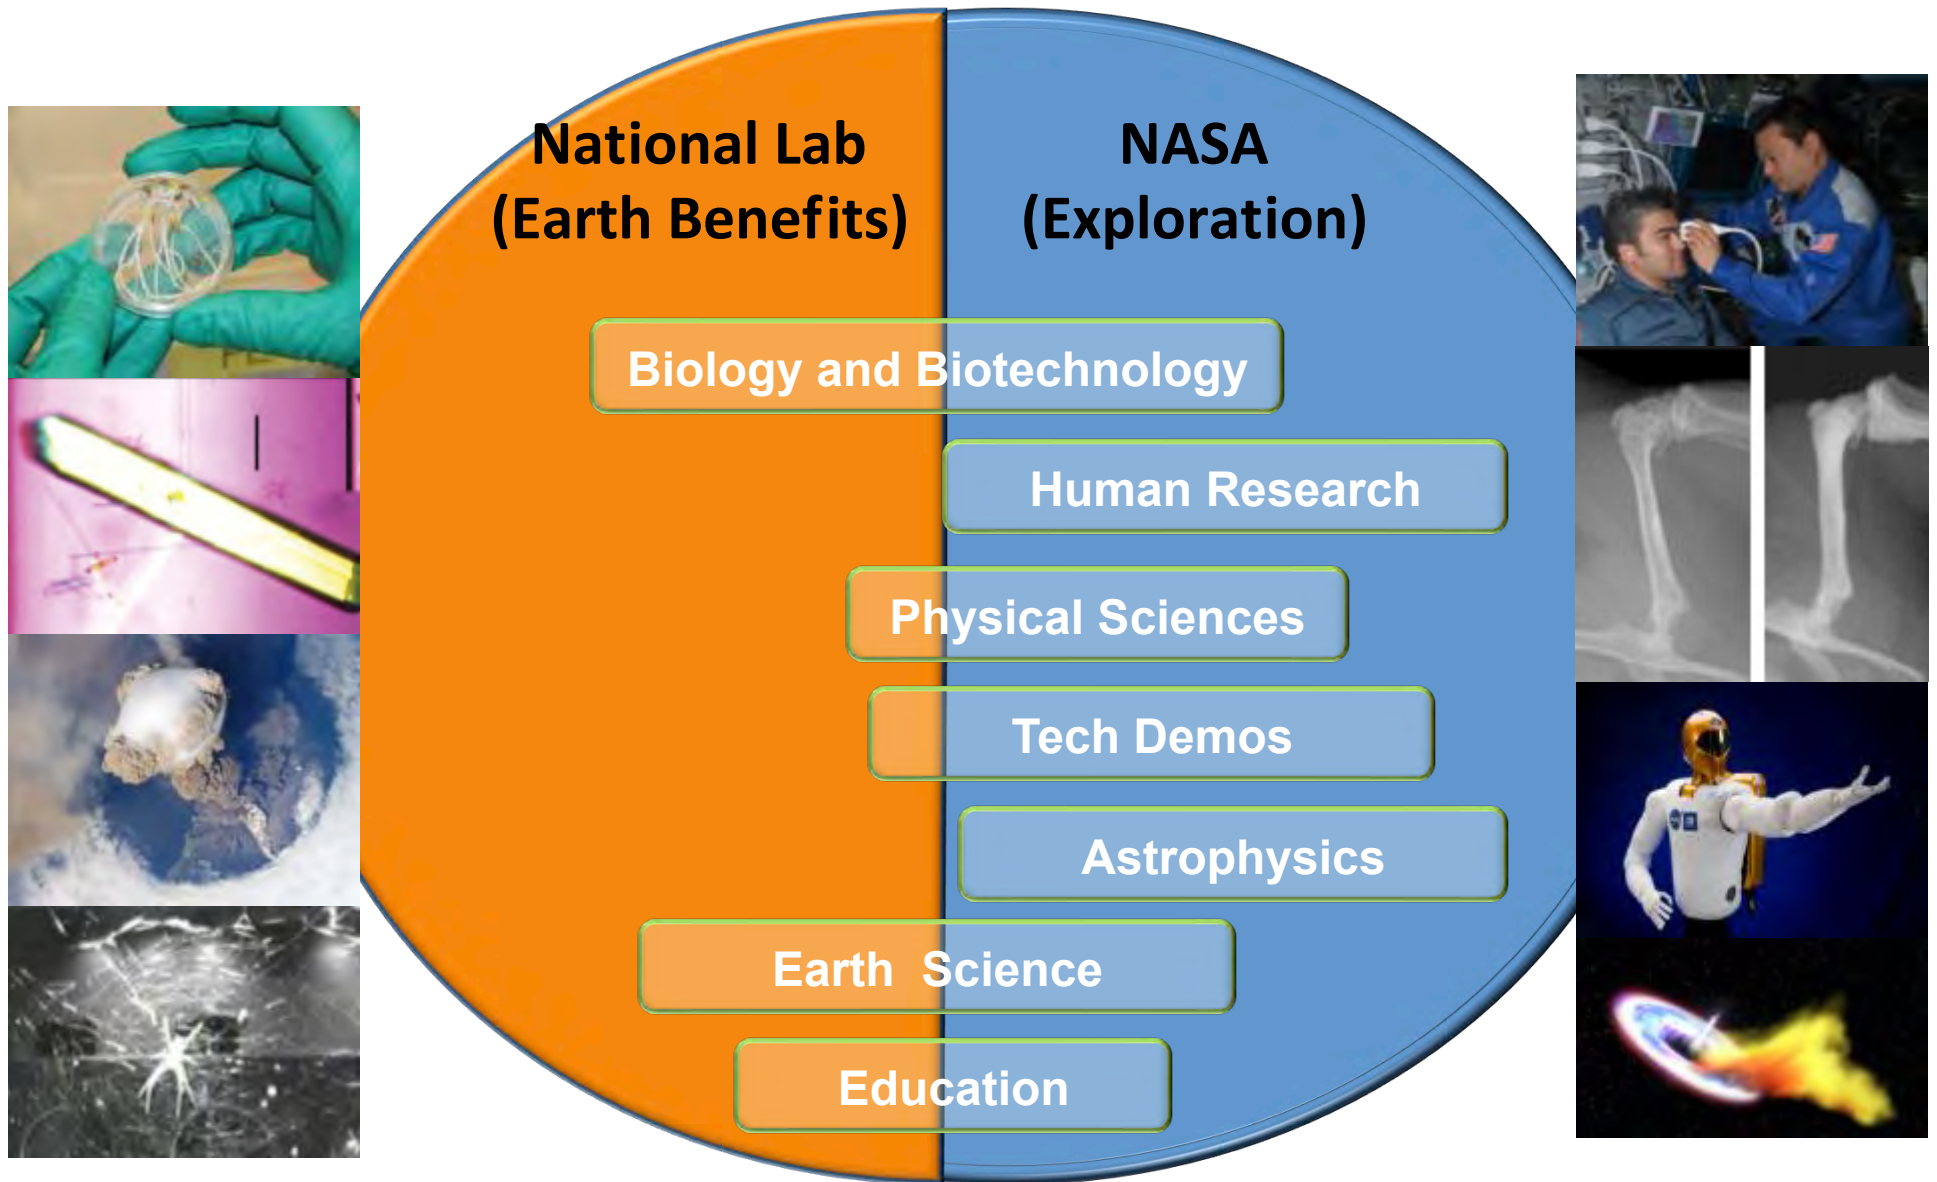 National Lab
(Earth Benefits)
NASA
(Exploration)
Biology and Biotechnology
Human Research
Physical Sciences
Tech Demos
Astrophysics
Earth  Science
Education